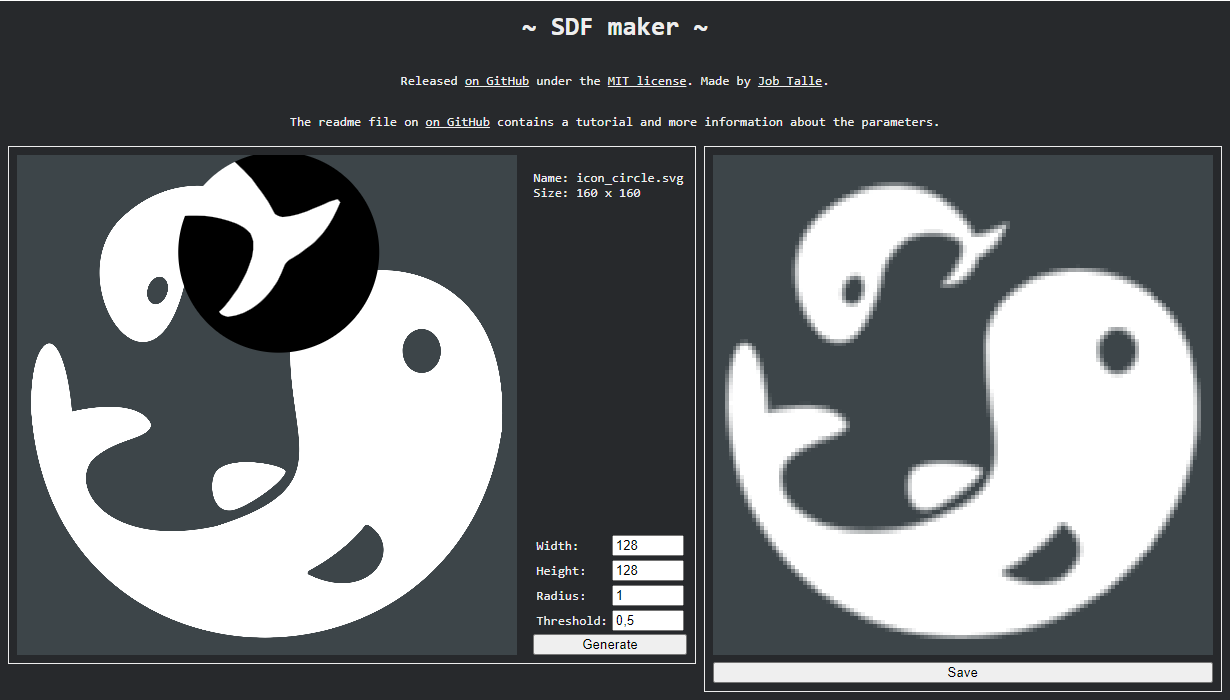 ~ SDF maker ~
Released on GitHub under the MIT license. Made by Job Talle.
The readme file on on GitHub contains a tutorial and more information about the parameters.
Name: icon_circle.svg
Size: 160 x 160
Width: 128
Height: 128
Radius: 1
Threshold: 0,5
Generate
Save